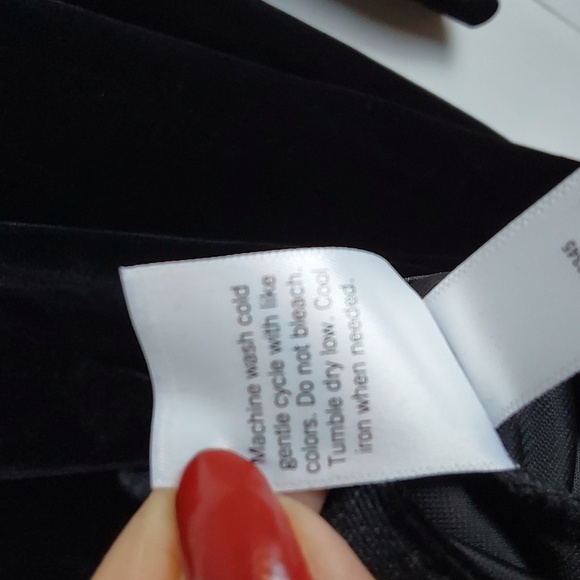 Machine wash cold
gentle cycle with like
colors. Do not bleach.
Tumble dry low. Cool
iron when needed.